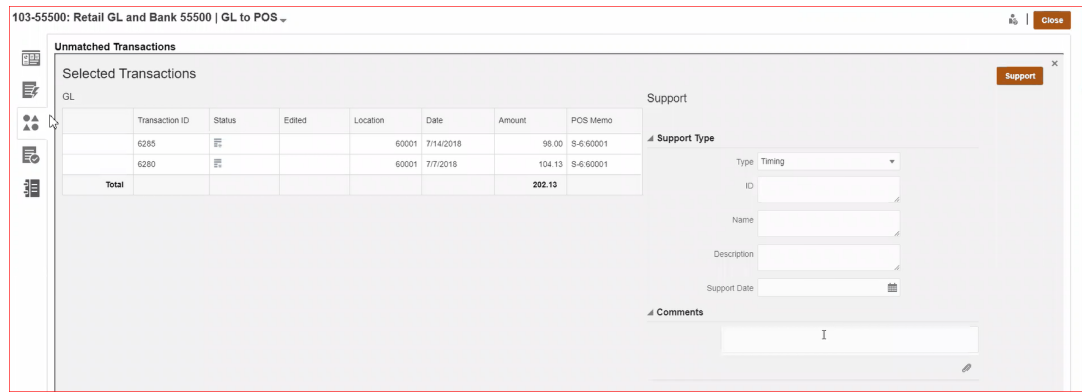 103-55500: Retail GL and Bank 55500 | GL to POS
Close
Unmatched Transactions
Selected Transactions
Support
GL
Support
Transaction ID Status Edited Location Date Amount POS Memo
6285 60001 7/14/2018 98.00 S-6:60001
6280 60001 7/7/2018 104.13 S-6:60001
Total 202.13
Support Type
Type Timing
ID
Name
Description
Support Date
Comments